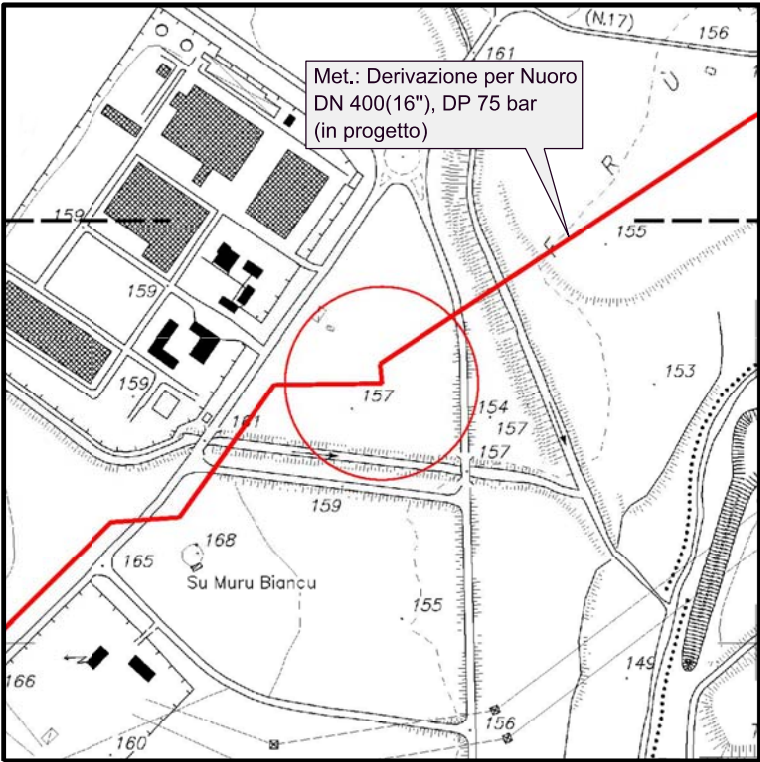 (N.17)
161
156
Met.: Derivazione per Nuoro
DN 400(16"), DP 75 bar
(in progetto)
U
R
F
159
155
159
159
157
153
154
157
157
161
159
168
165
Su Muru Biancu
155
149
166
156
160